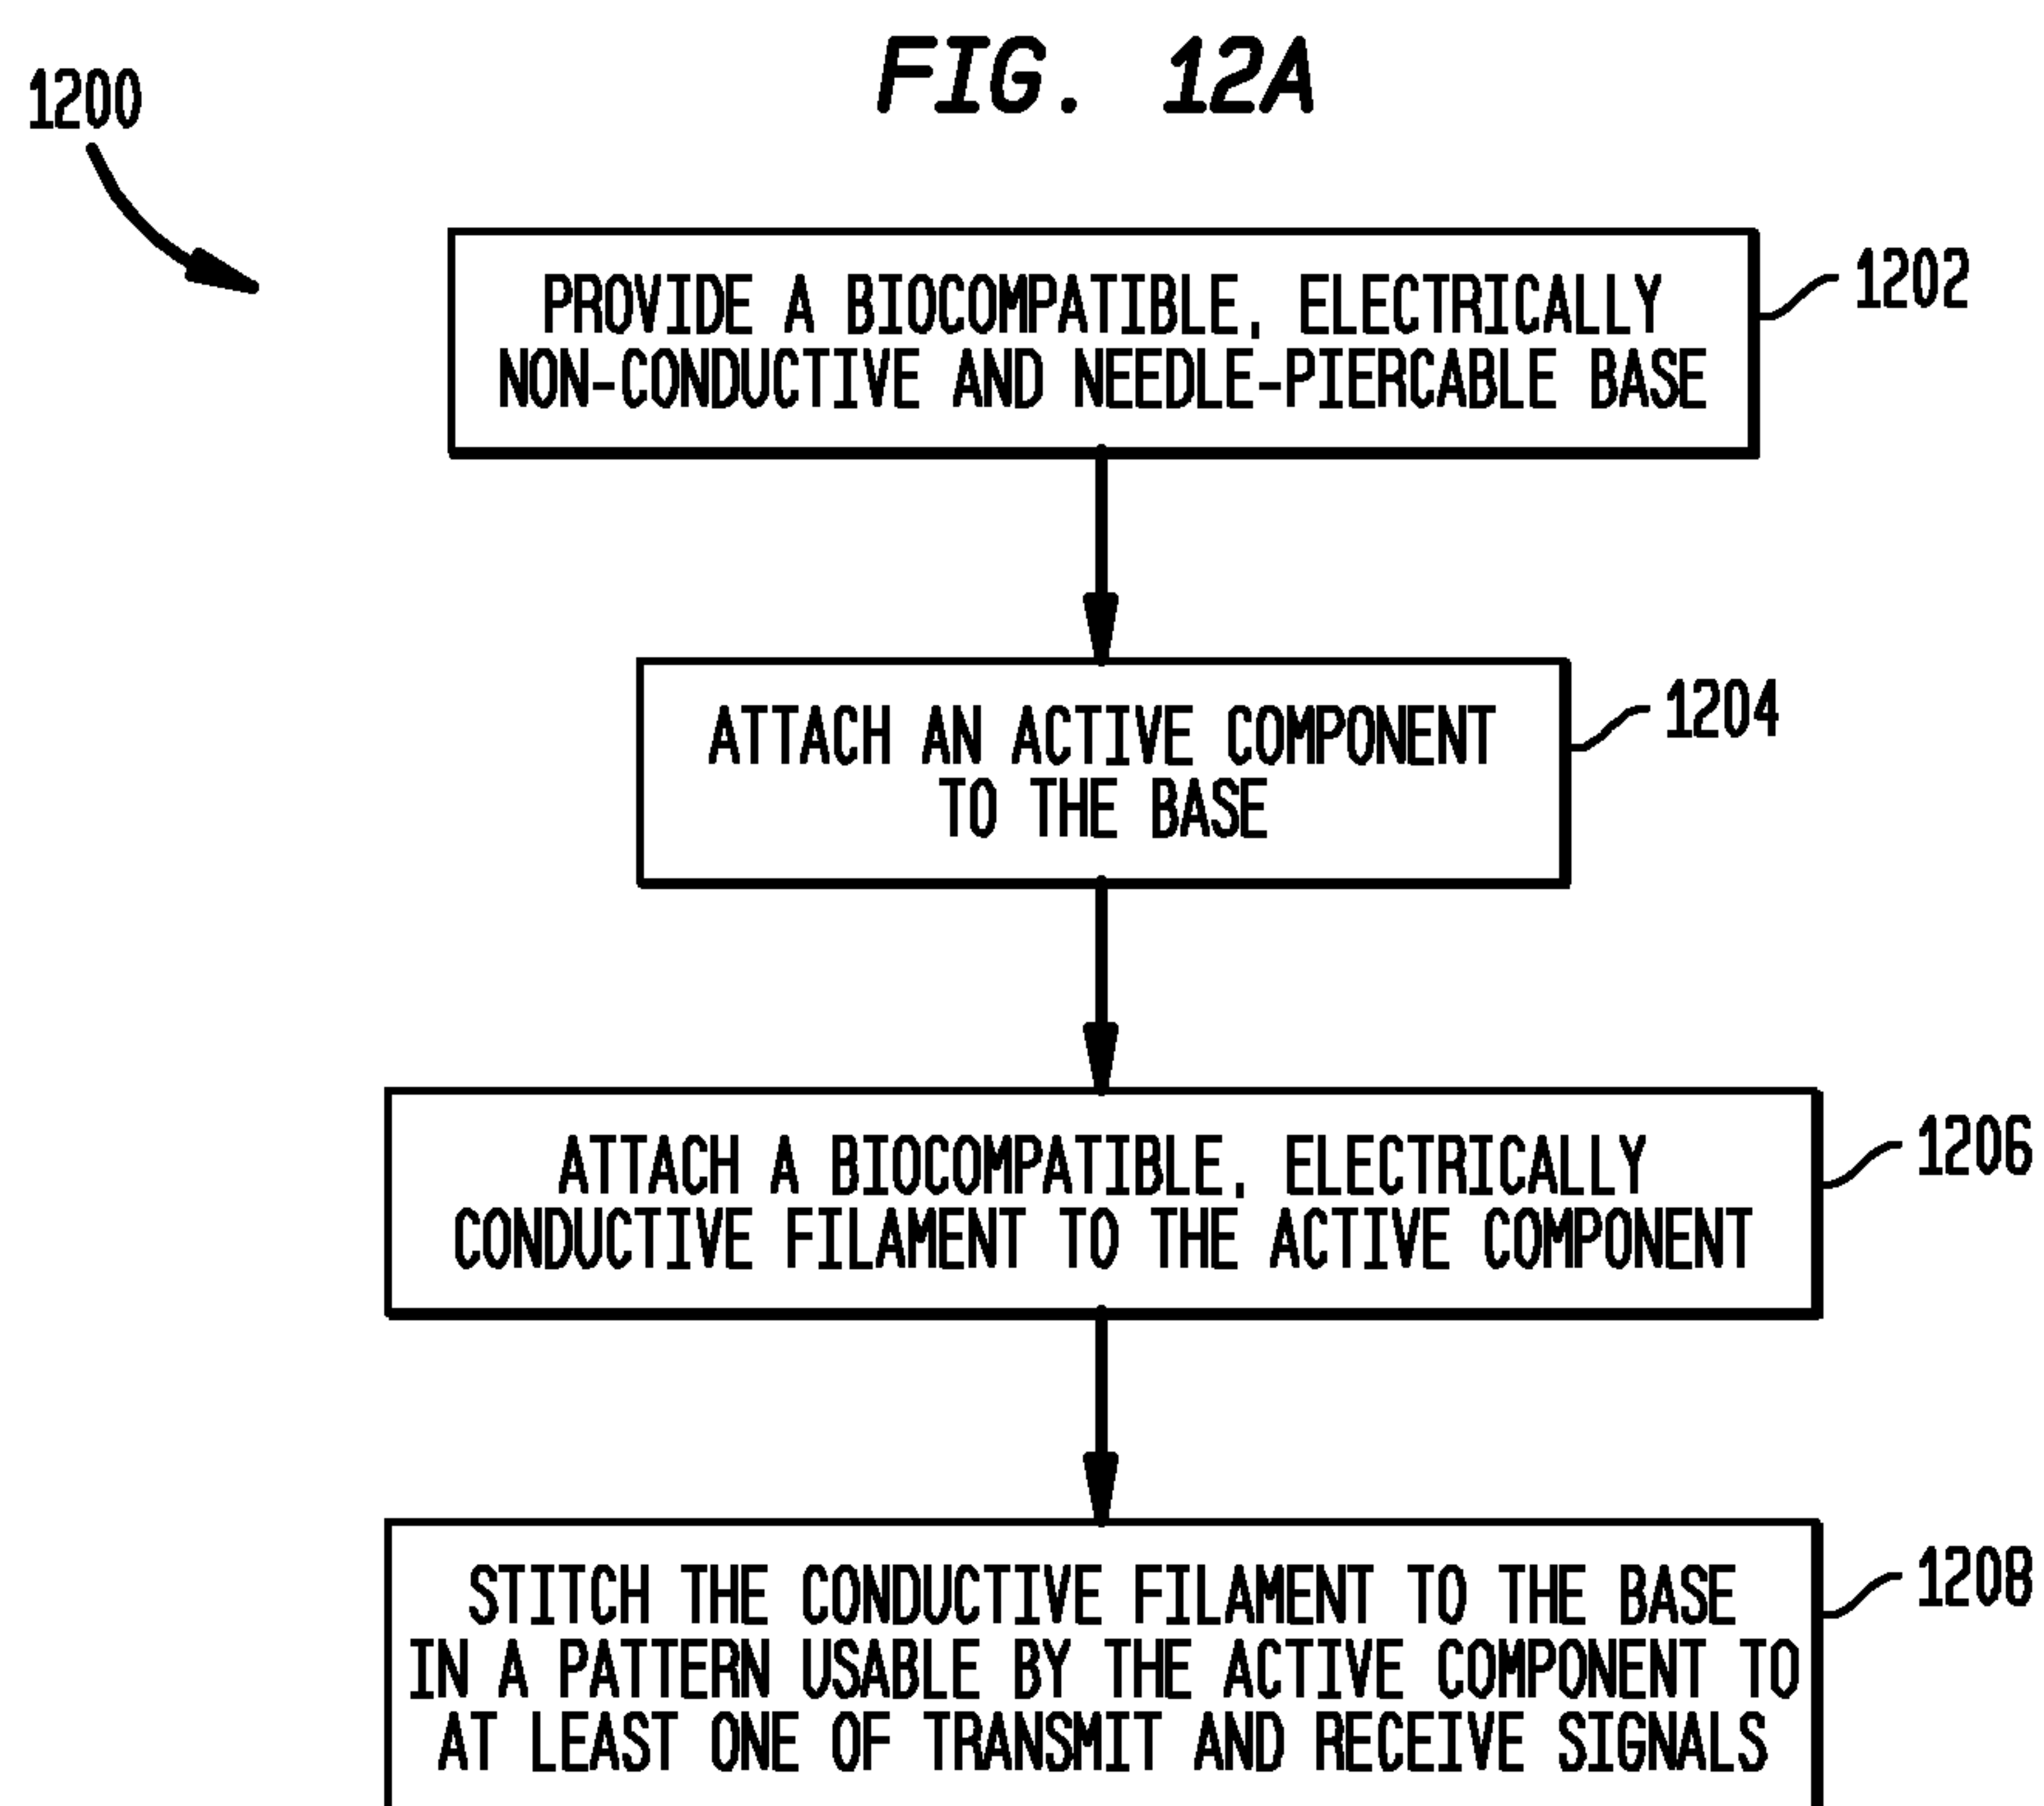 FIG. 12A
1200
PROVIDE A BIOCOMPATIBLE, ELECTRICALLY
NON-CONDUCTIVE AND NEEDLE-PIERCABLE BASE
1202
ATTACH AN ACTIVE COMPONENT
TO THE BASE
1204
ATTACH A BIOCOMPATIBLE, ELECTRICALLY
CONDUCTIVE FILAMENT TO THE ACTIVE COMPONENT
1206
STITCH THE CONDUCTIVE FILAMENT TO THE BASE
IN A PATTERN USABLE BY THE ACTIVE COMPONENT TO
AT LEAST ONE OF TRANSMIT AND RECEIVE SIGNALS
1208